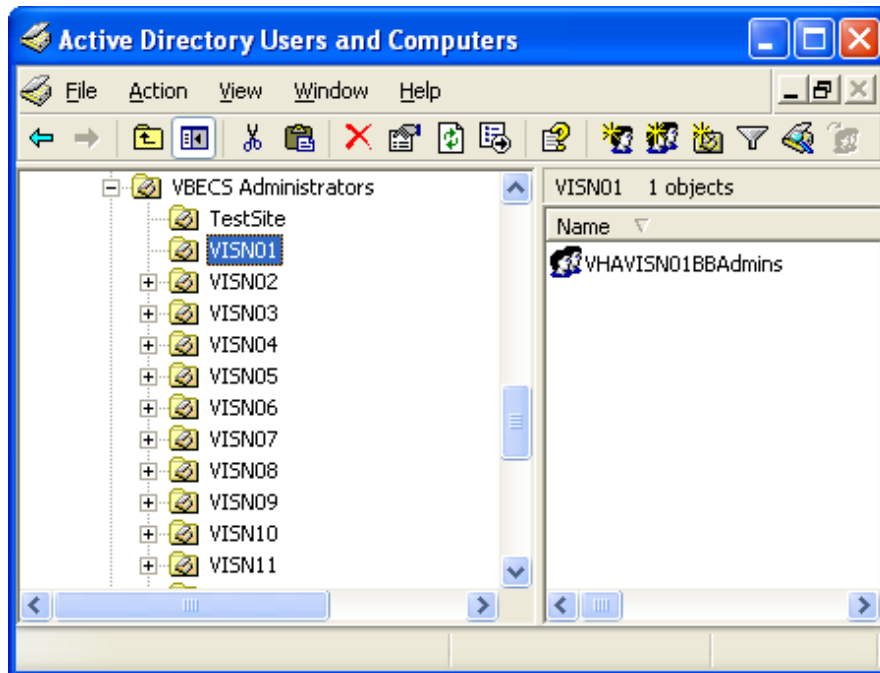 Active Directory Users and Computers
File Action View Window Help
VBECS Administrators
TestSite
VISN01
VISN02
VISN03
VISN04
VISN05
VISN06
VISN07
VISN08
VISN09
VISN10
VISN11
VISN01 1 objects
Name
VHAVISN01BBAdmins